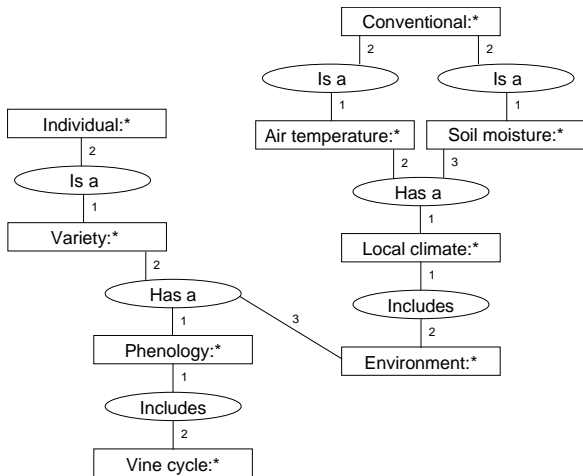 Conventional:*
2
2
Is a
Is a
1
1
Individual:*
Air temperature:*
Soil moisture:*
2
2
3
Is a
Has a
1
1
Variety:*
Local climate:*
2
1
Has a
Includes
3
1
2
Phenology:*
Environment:*
1
Includes
2
Vine cycle:*